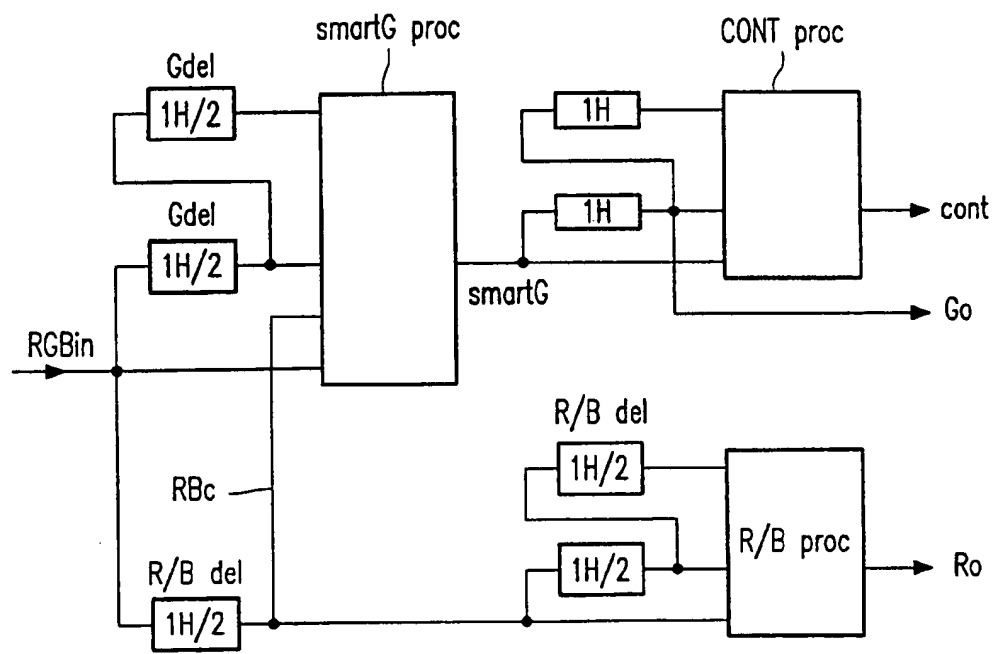 smartG proc
CONT proc
Gdel
1H/2
1H
Gdel
1H/2
1H
cont
smartG
Go
RGBin
R/B del
1H/2
RBc
R/B proc
1H/2
Ro
R/B del
1H/2